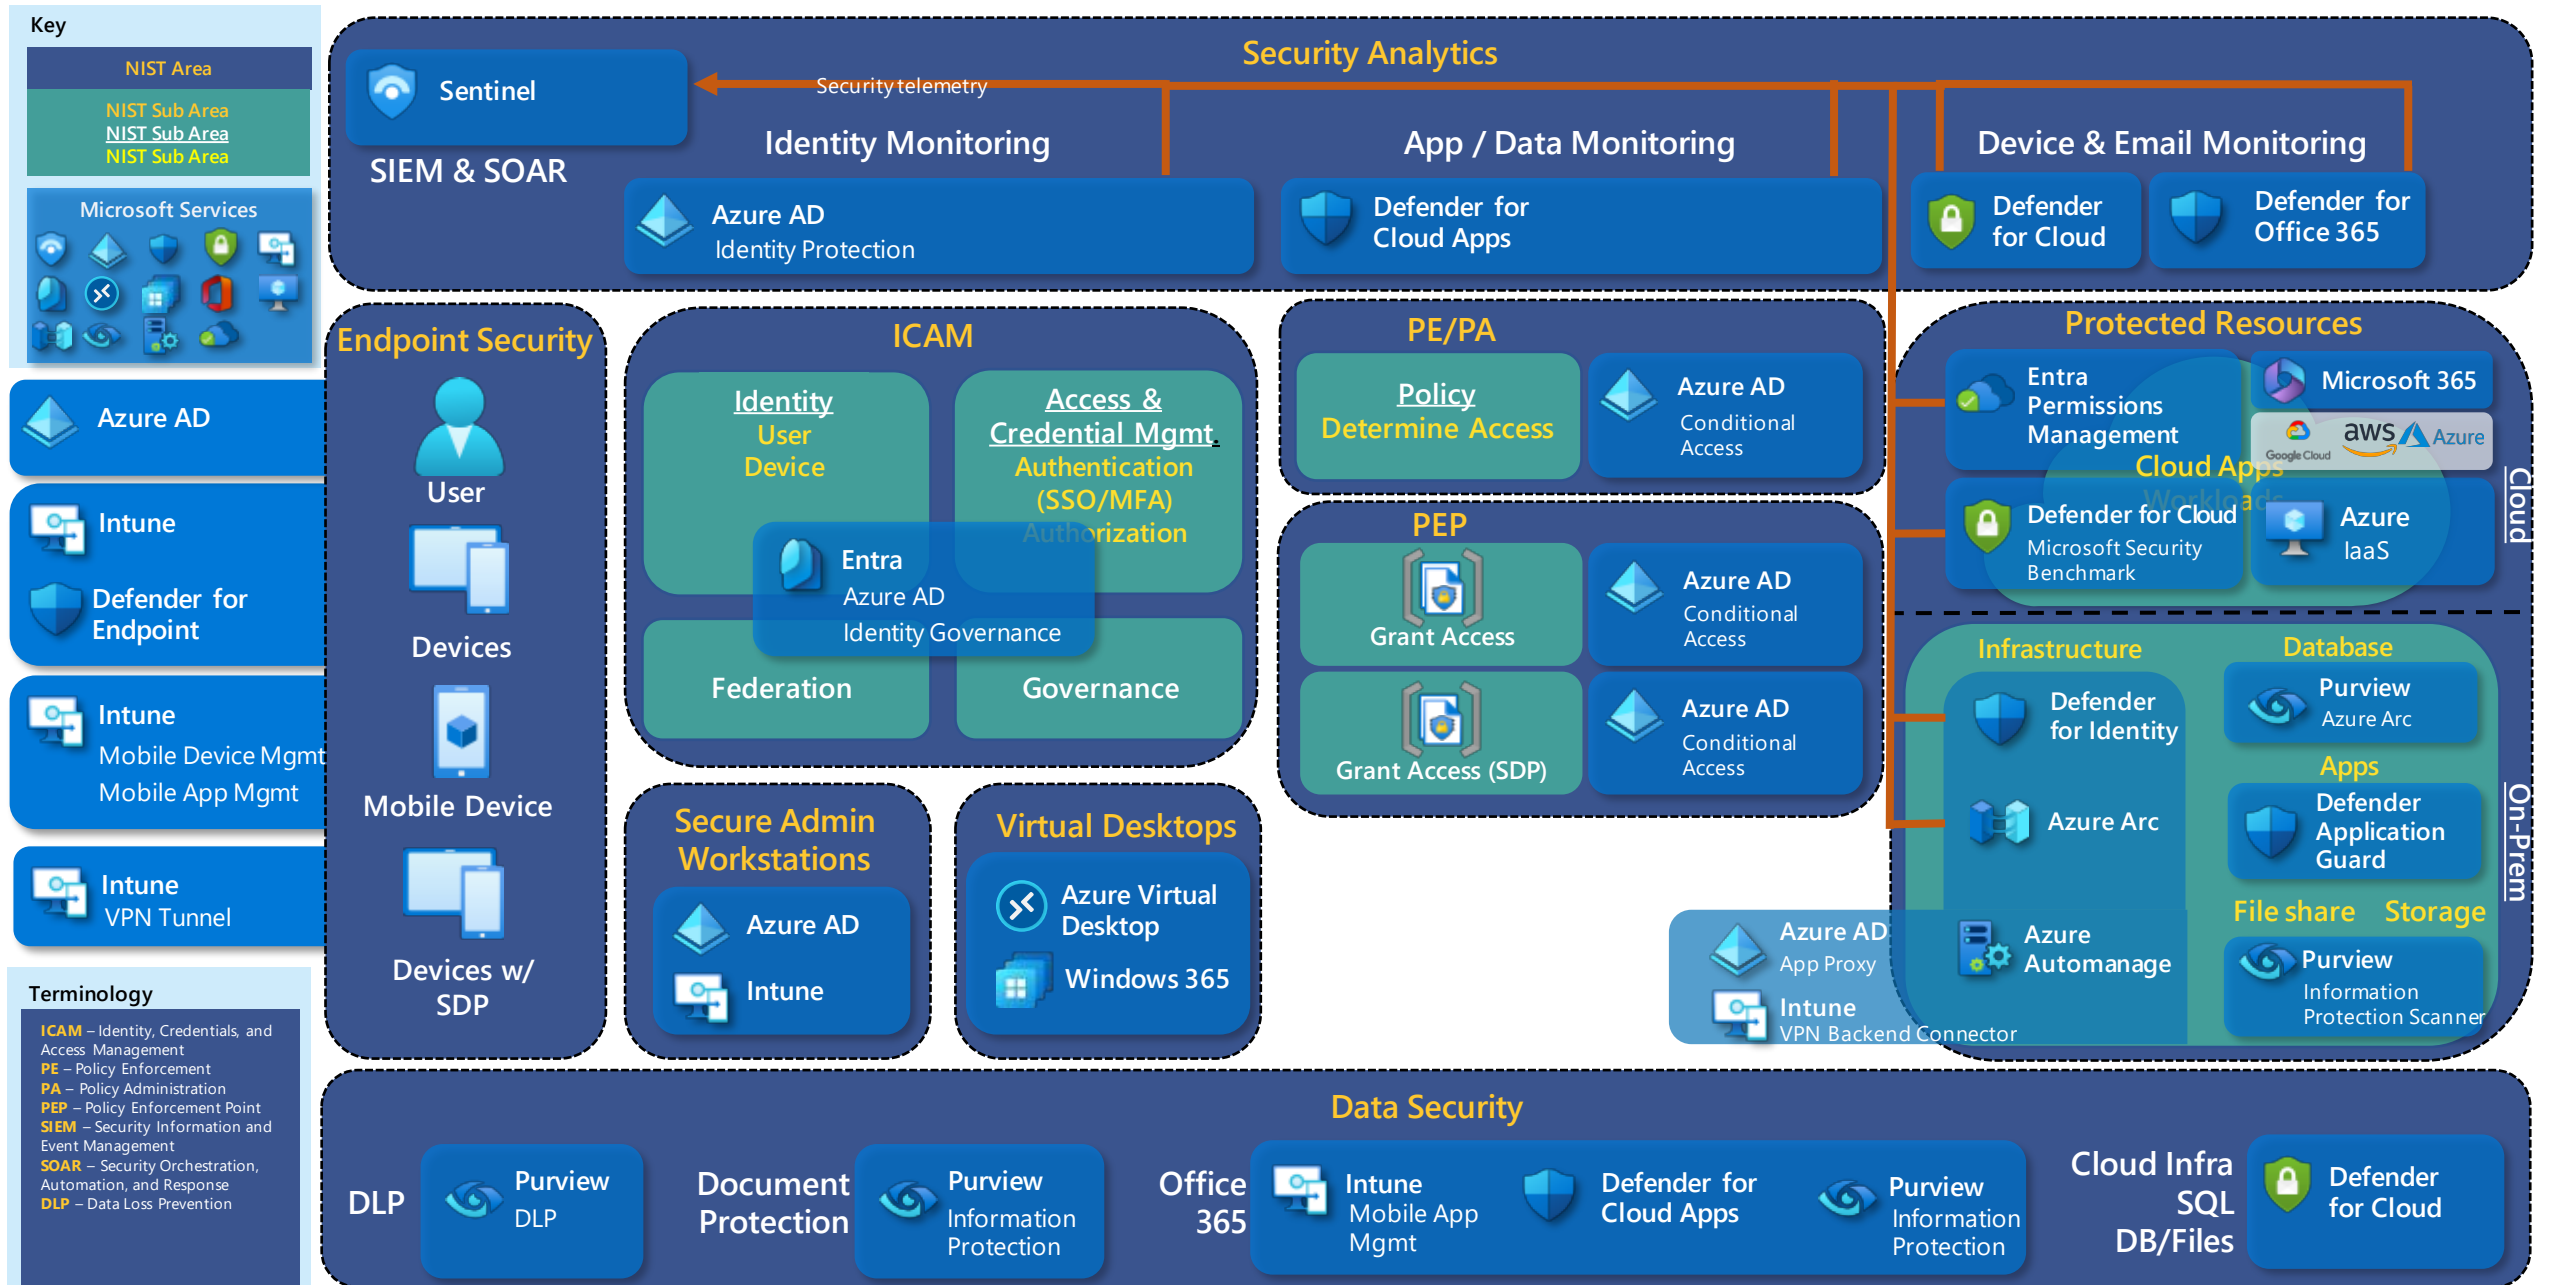 Key
NIST Area
NIST Sub Area
NIST Sub Area
NIST Sub Area
Microsoft Services
Azure AD
Intune
Defender for
Endpoint
Intune
Mobile Device Mgmt
Mobile App Mgmt
Intune
VPN Tunnel
Terminology
ICAM – Identity, Credentials, and
Access Management
PE – Policy Enforcement
PA – Policy Administration
PEP – Policy Enforcement Point
SIEM – Security Information and
Event Management
SOAR – Security Orchestration,
Automation, and Response
DLP – Data Loss Prevention
Security Analytics
Sentinel
SIEM & SOAR
Security telemetry
Identity Monitoring
Azure AD
Identity Protection
App / Data Monitoring
Defender for
Cloud Apps
Device & Email Monitoring
Defender
for Cloud
Defender for
Office 365
Endpoint Security
User
Devices
Mobile Device
Devices w/
SDP
ICAM
Identity
User
Device
Access &
Credential Mgmt.
Authentication
(SSO/MFA)
Authorization
Entra
Azure AD
Identity Governance
Federation
Governance
Secure Admin
Workstations
Azure AD
Intune
Virtual Desktops
Azure Virtual
Desktop
Windows 365
PE/PA
Policy
Determine Access
Azure AD
Conditional
Access
PEP
Grant Access
Azure AD
Conditional
Access
Grant Access (SDP)
Azure AD
Conditional
Access
Protected Resources
Entra
Permissions
Management
Microsoft 365
Google Cloud
aws
Azure
Cloud Apps
Workloads
Defender for Cloud
Microsoft Security
Benchmark
Azure
IaaS
Cloud
Infrastructure
Defender
for Identity
Azure Arc
Azure
Automanage
Azure AD
App Proxy
Intune
VPN Backend Connector
Database
Purview
Azure Arc
Apps
Defender
Application
Guard
File share Storage
Purview
Information
Protection Scanner
On-Prem
Data Security
DLP
Purview
DLP
Document
Protection
Purview
Information
Protection
Office
365
Intune
Mobile App
Mgmt
Defender for
Cloud Apps
Purview
Information
Protection
Cloud Infra
SQL
DB/Files
Defender
for Cloud